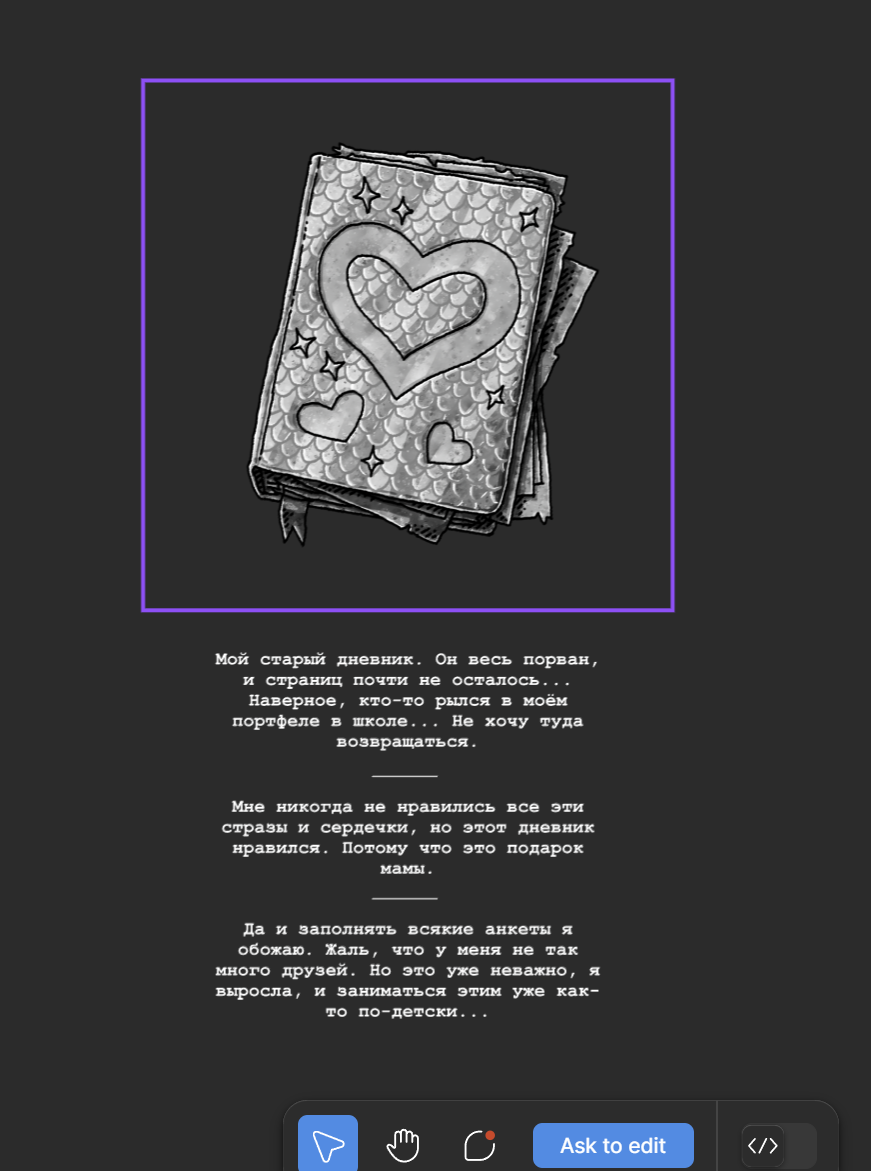 Мой старый дневник. Он весь порван,
и страниц почти не осталось...
Наверное, кто-то рылся в моём
портфеле в школе... Не хочу туда
возвращаться.
Мне никогда не нравились все эти
стразы и сердечки, но этот дневник
нравился. Потому что это подарок
мамы.
Да и заполнять всякие анкеты я
обожаю. Жаль, что у меня не так
много друзей. Но это уже неважно, я
выросла, и заниматься этим уже как-
то по-детски...
Ask to edit